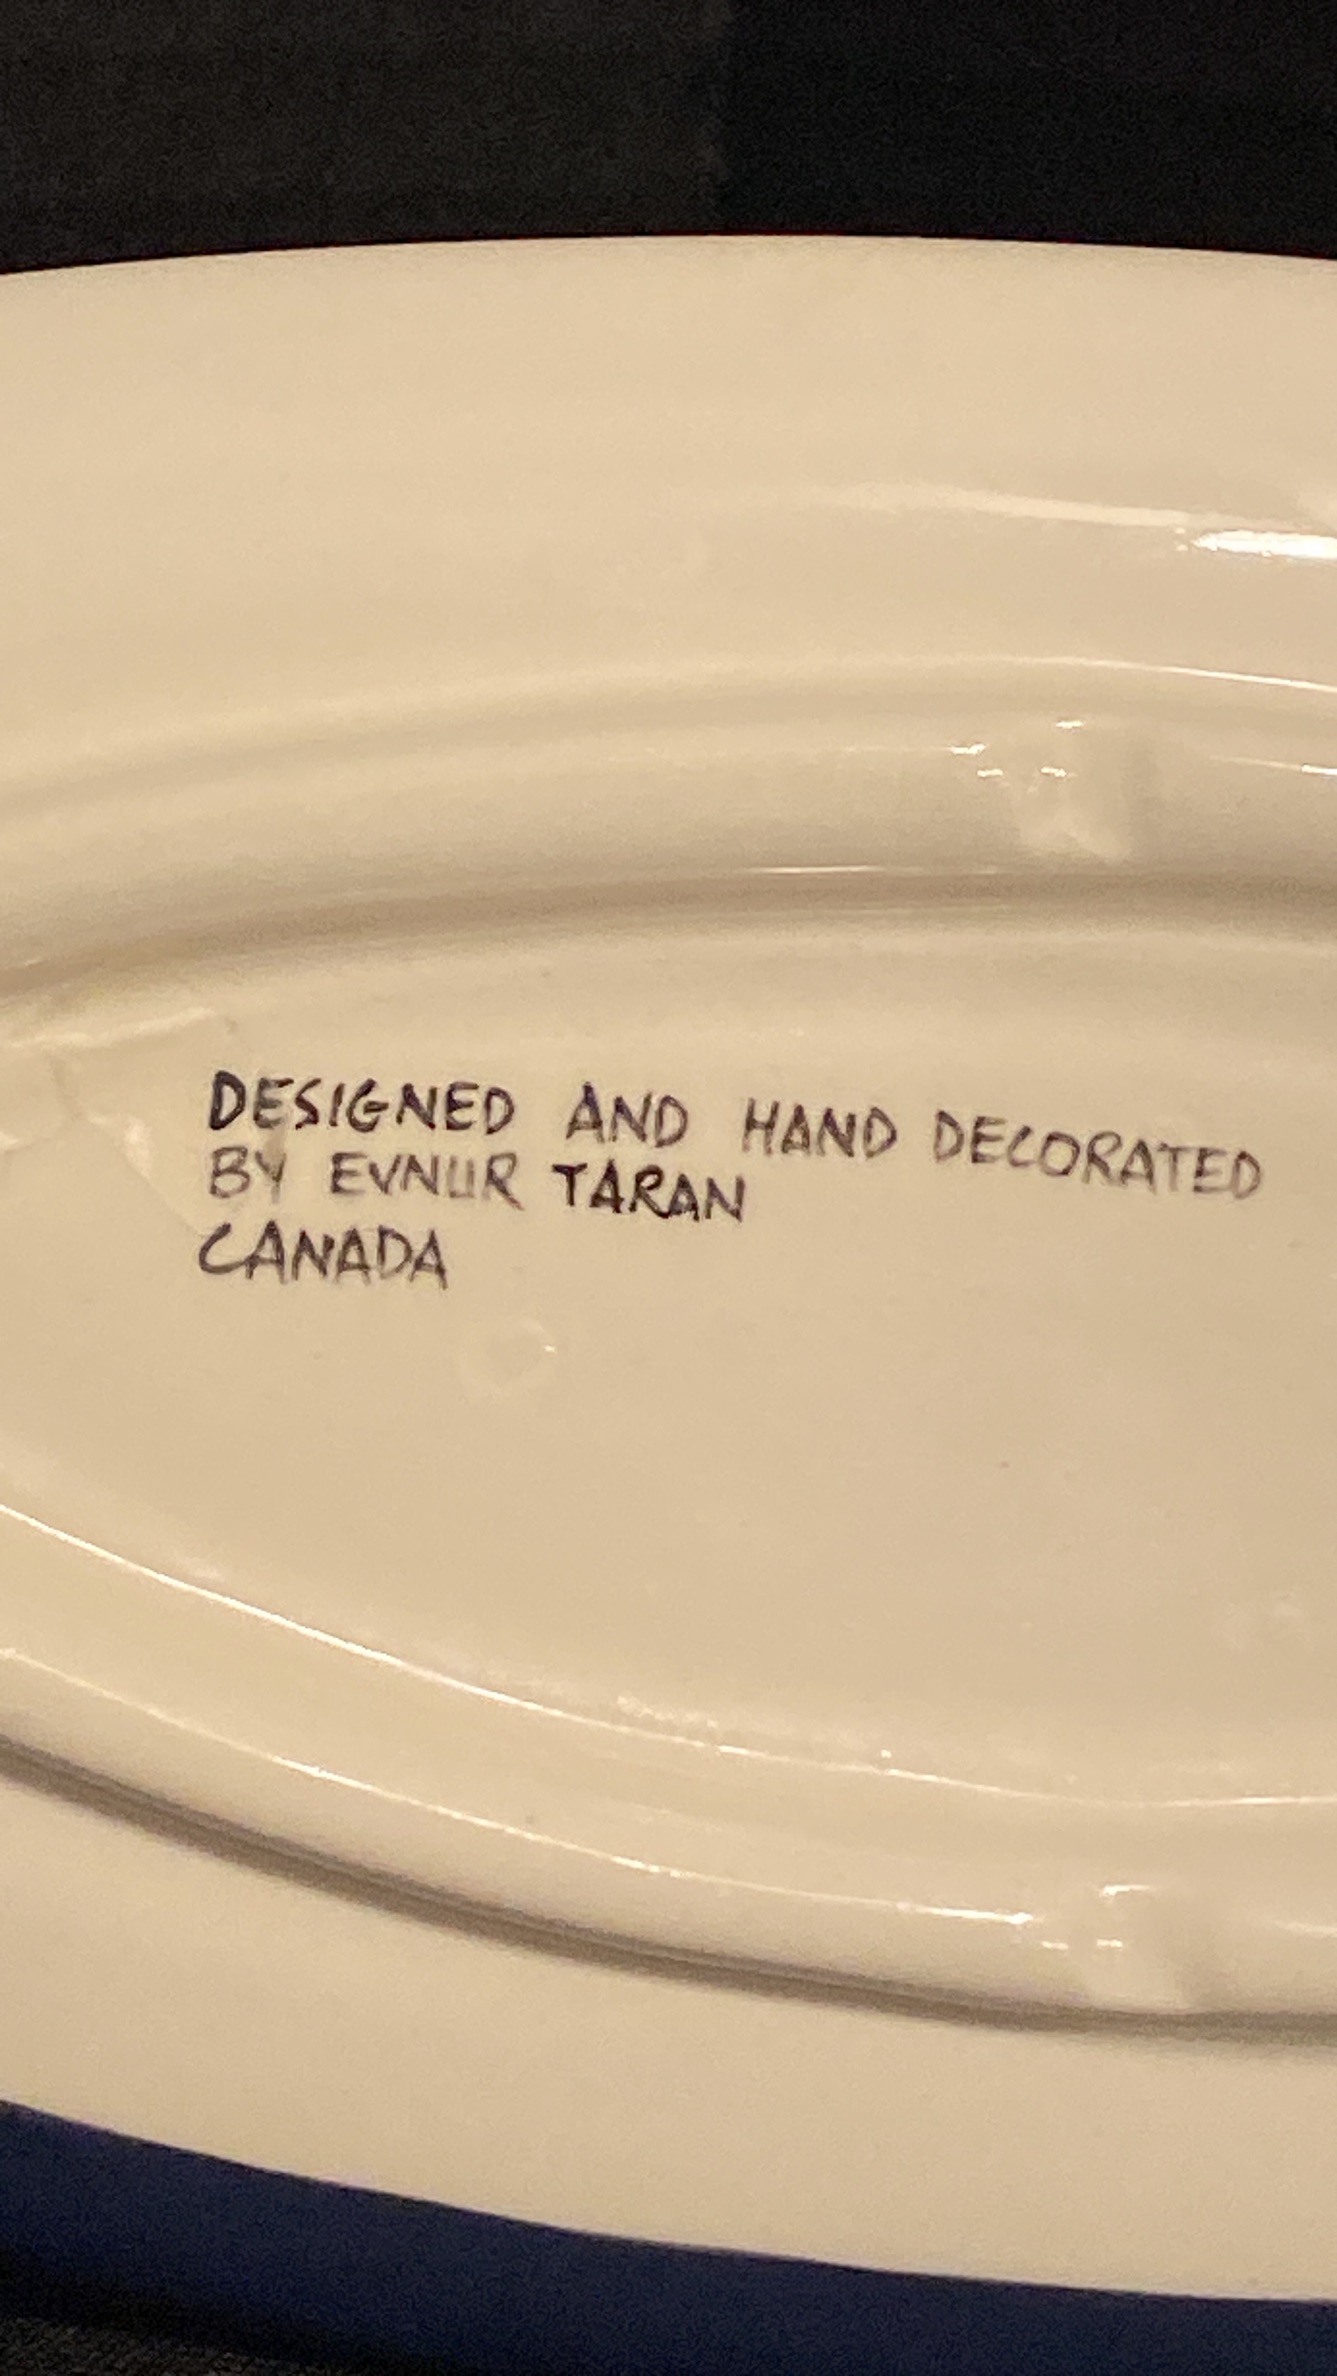 DESIGNED AND HAND DECORATED
BY EVNUR TARAN
CANADA